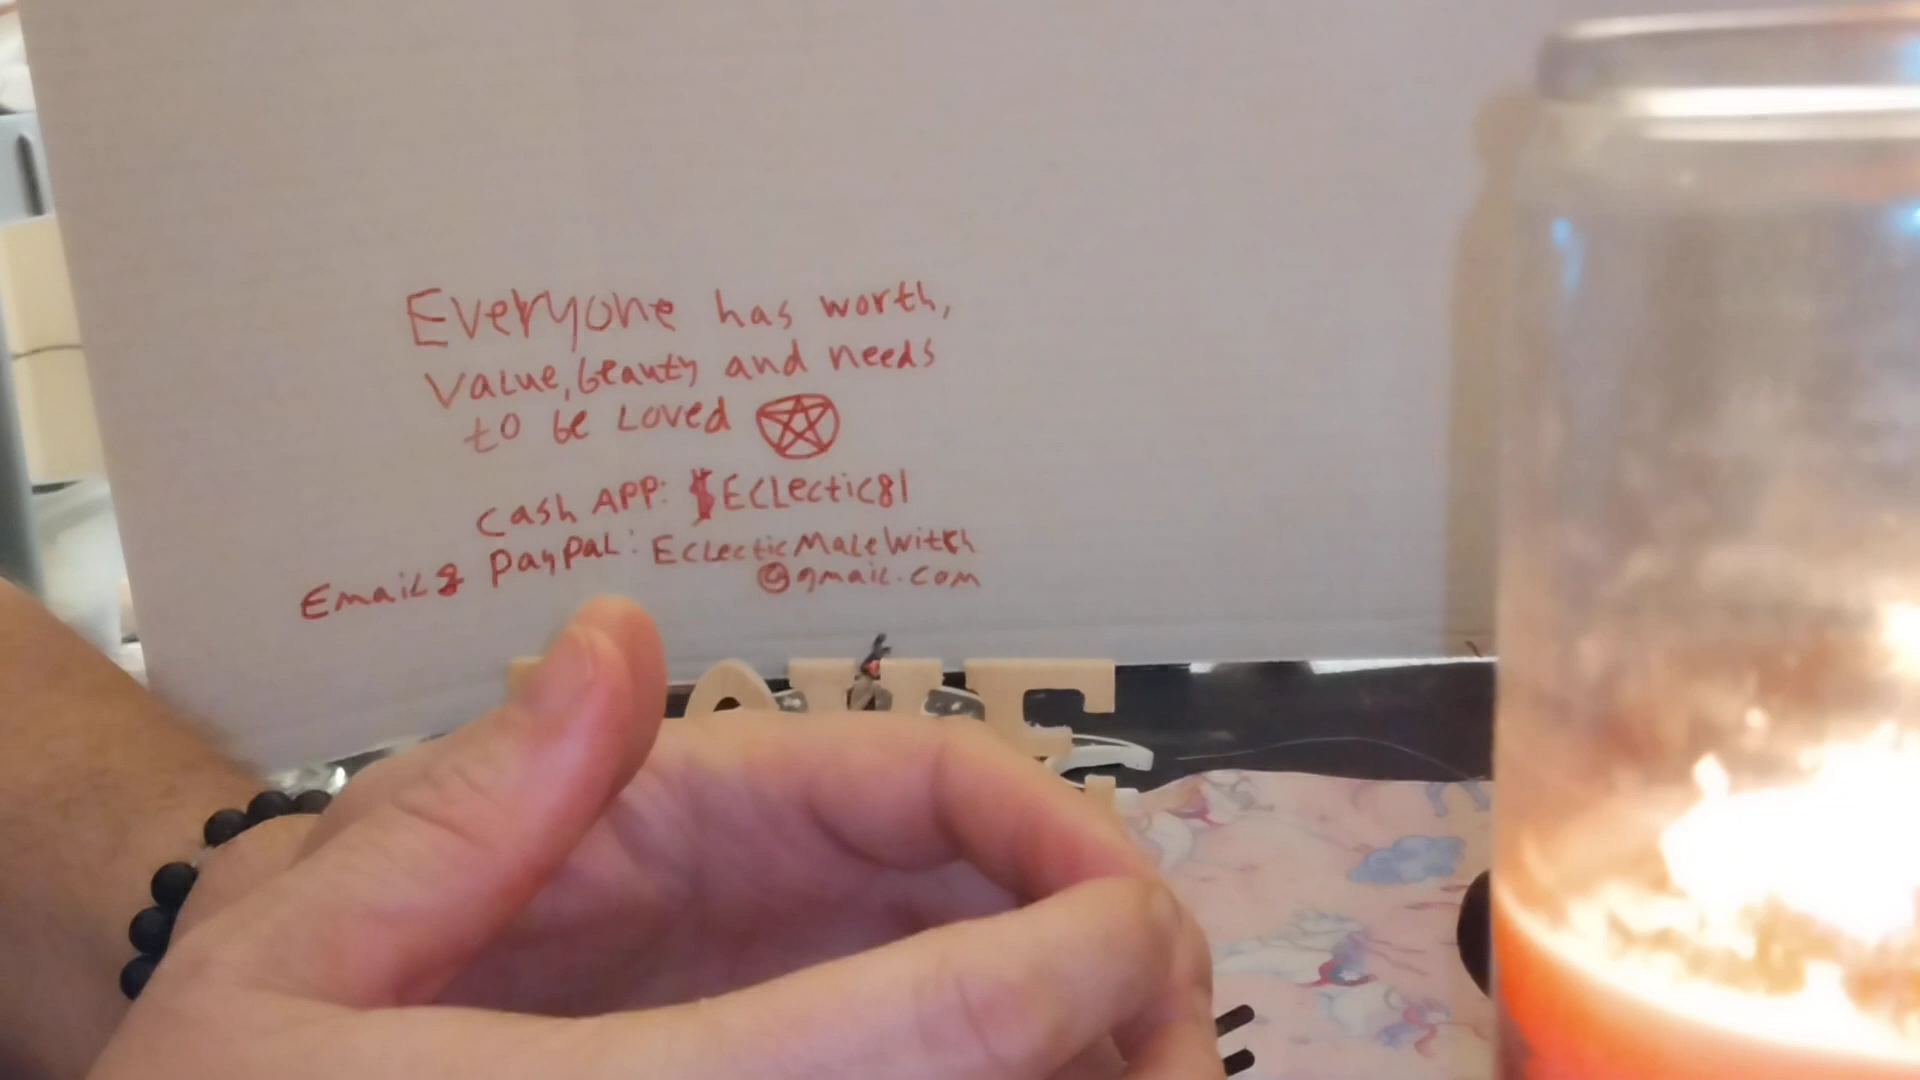 Everyone has worth,
Value, beauty and needs
to be Loved
Cash APP: $Eclectic81
Email & PayPal: EclecticMaleWitch
@gmail.com